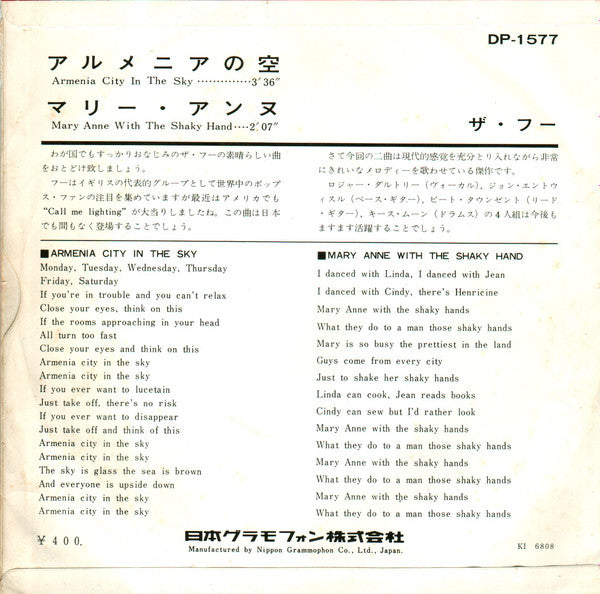 DP-1577
アルメニアの空
Armenia City In The Sky ·············3′36″
マリー・アンヌ
Mary Anne With The Shaky Hand····2′07″
ザ・フー
わが国でもすっかりおなじみのザ・フーの素晴らしい曲
をおとどけ致しましょう。
フーはイギリスの代表的グループとして世界中のポップ
ス・ファンの注目を集めていますが最近はアメリカでも
“Call me lighting”が大当りしましたね。この曲は日本
でも間もなく登場することでしょう。
さて今回の二曲は現代的感覚を充分とり入れながら非常
にきれいなメロディーを歌わせている傑作です。
ロジャー・ダルトリー（ヴォーカル）、ジョン・エントウ
ィスル（ベース・ギター）、ピート・タウンゼント（リード
・ギター）、キース・ムーン（ドラムス）の4人組は今後も
ますます活躍することでしょう。
■ARMENIA CITY IN THE SKY
Monday, Tuesday, Wednesday, Thursday
Friday, Saturday
If you're in trouble and you can't relax
Close your eyes, think on this
If the rooms approaching in your head
All turn too fast
Close your eyes and think on this
Armenia city in the sky
Armenia city in the sky
If you ever want to lucetain
Just take off, there's no risk
If you ever want to disappear
Just take off and think of this
Armenia city in the sky
Armenia city in the sky
The sky is glass the sea is brown
And everyone is upside down
Armenia city in the sky
Armenia city in the sky
■MARY ANNE WITH THE SHAKY HAND
I danced with Linda, I danced with Jean
I danced with Cindy, there's Henricine
Mary Anne with the shaky hands
What they do to a man those shaky hands
Mary is so busy the prettiest in the land
Guys come from every city
Just to shake her shaky hands
Linda can cook, Jean reads books
Cindy can sew but I'd rather look
Mary Anne with the shaky hands
What they do to a man those shaky hands
Mary Anne with the shaky hands
What they do to a man those shaky hands
Mary Anne with the shaky hands
What they do to a man those shaky hands
¥400.
日本グラモフォン株式会社
Manufactured by Nippon Grammophon Co., Ltd., Japan.
KI 6808